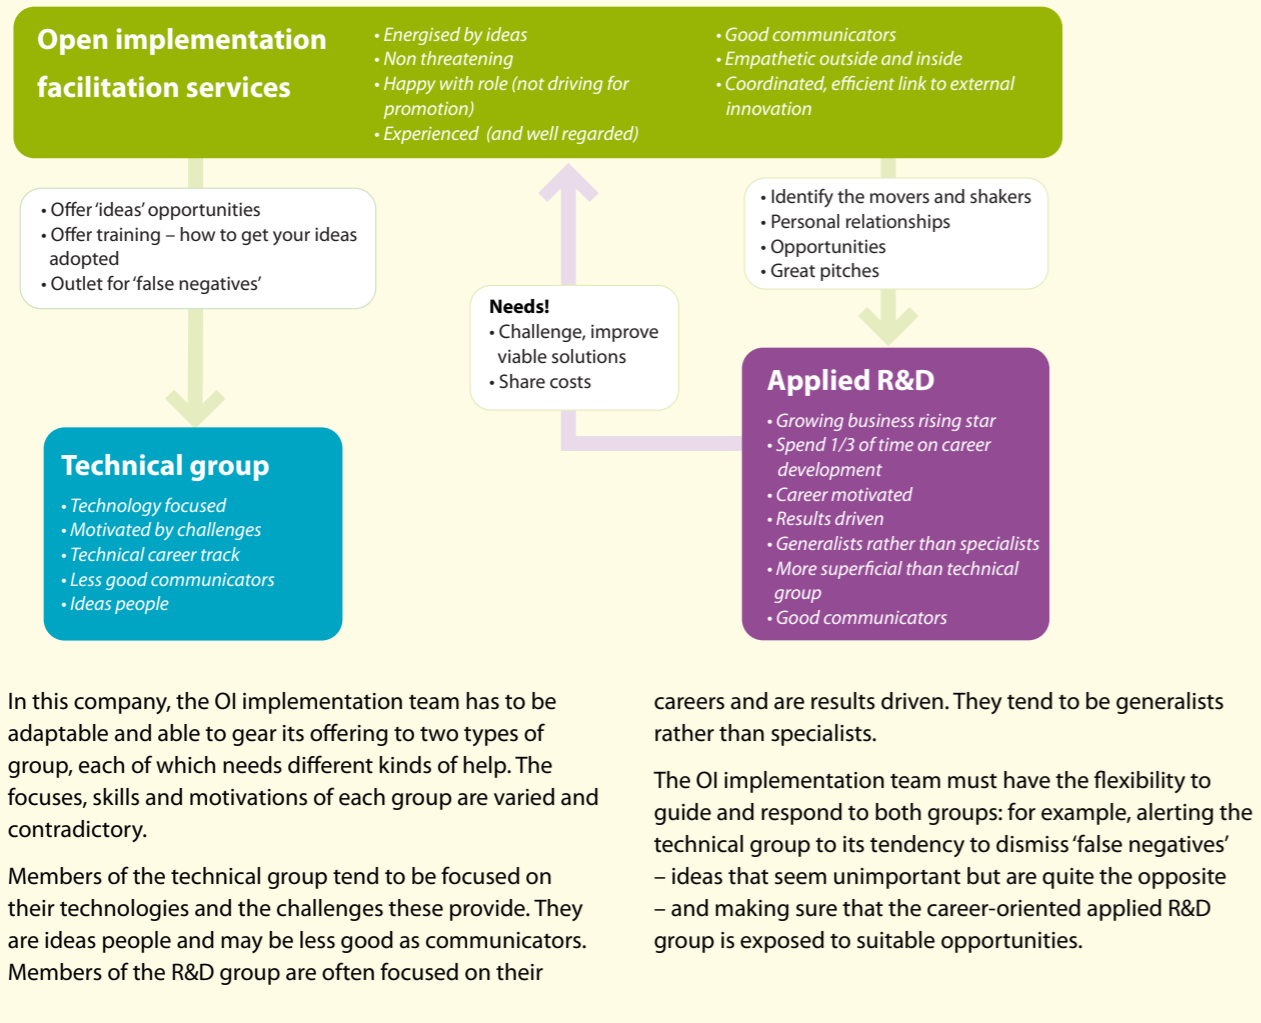 Open implementation
facilitation services
• Energised by ideas
• Non threatening
• Happy with role (not driving for
promotion)
• Experienced  (and well regarded)
• Good communicators
• Empathetic outside and inside
• Coordinated, efficient link to external
innovation
• Offer ‘ideas’ opportunities
• Offer training – how to get your ideas
adopted
• Outlet for ‘false negatives’
Needs!
• Challenge, improve
viable solutions
• Share costs
• Identify the movers and shakers
• Personal relationships
• Opportunities
• Great pitches
Technical group
• Technology focused
• Motivated by challenges
• Technical career track
• Less good communicators
• Ideas people
Applied R&D
• Growing business rising star
• Spend 1/3 of time on career
development
• Career motivated
• Results driven
• Generalists rather than specialists
• More superficial than technical
group
• Good communicators
In this company, the OI implementation team has to be
adaptable and able to gear its offering to two types of
group, each of which needs different kinds of help. The
focuses, skills and motivations of each group are varied and
contradictory.
Members of the technical group tend to be focused on
their technologies and the challenges these provide. They
are ideas people and may be less good as communicators.
Members of the R&D group are often focused on their
careers and are results driven. They tend to be generalists
rather than specialists.
The OI implementation team must have the flexibility to
guide and respond to both groups: for example, alerting the
technical group to its tendency to dismiss ‘false negatives’
– ideas that seem unimportant but are quite the opposite
– and making sure that the career-oriented applied R&D
group is exposed to suitable opportunities.